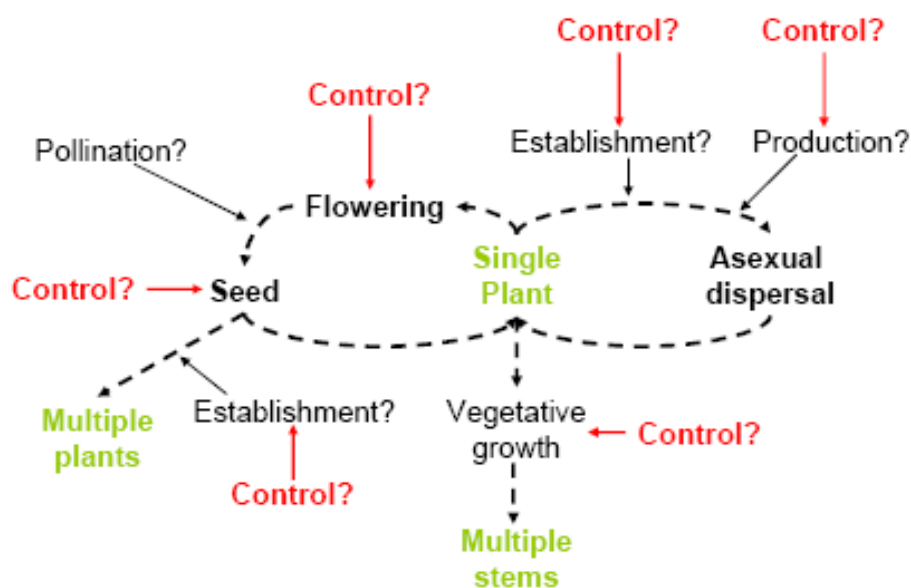 Control?
Control?
Control?
Pollination?
Establishment?
Production?
Flowering
Single
Plant
Asexual
dispersal
Control?
Seed
Multiple
plants
Establishment?
Vegetative
growth
Control?
Control?
Multiple
stems